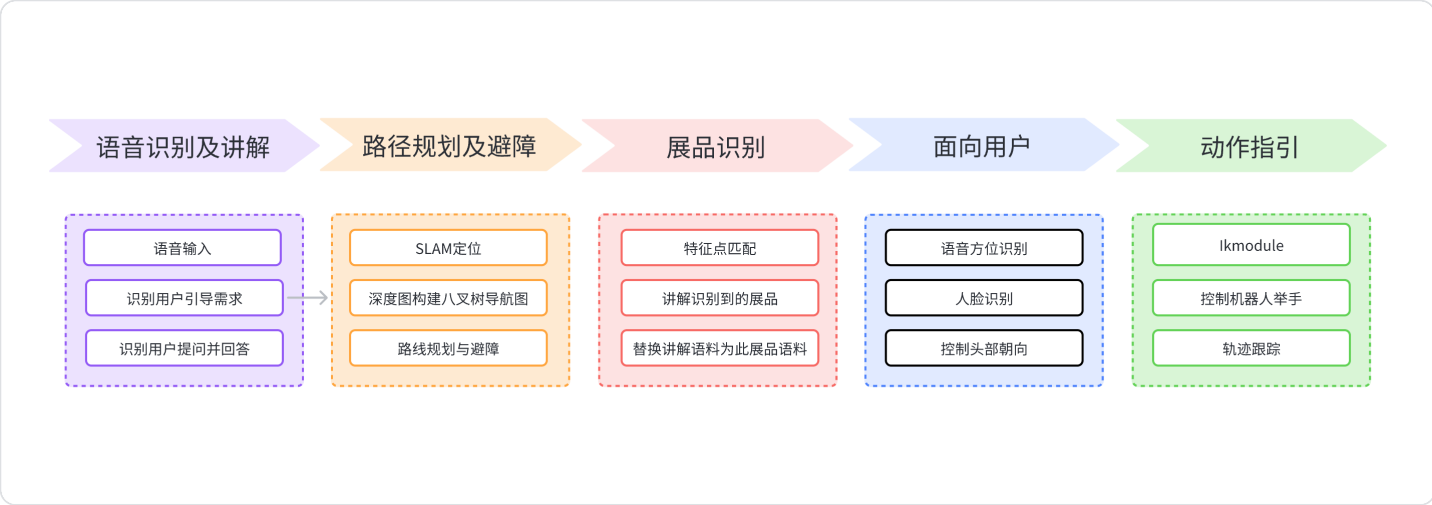 语音识别及讲解
路径规划及避障
展品识别
面向用户
动作指引
语音输入
识别用户引导需求
识别用户提问并回答
SLAM定位
深度图构建八叉树导航图
路线规划与避障
特征点匹配
讲解识别到的展品
替换讲解语料为此展品语料
语音方位识别
人脸识别
控制头部朝向
Ikmodule
控制机器人举手
轨迹跟踪